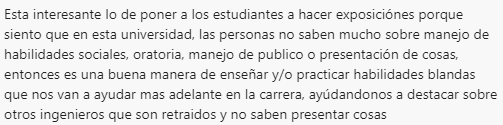 Esta interesante lo de poner a los estudiantes a hacer exposiciónes porque
siento que en esta universidad, las personas no saben mucho sobre manejo de
habilidades sociales, oratoria, manejo de publico o presentación de cosas,
entonces es una buena manera de enseñar y/o practicar habilidades blandas
que nos van a ayudar mas adelante en la carrera, ayúdandonos a destacar sobre
otros ingenieros que son retraidos y no saben presentar cosas